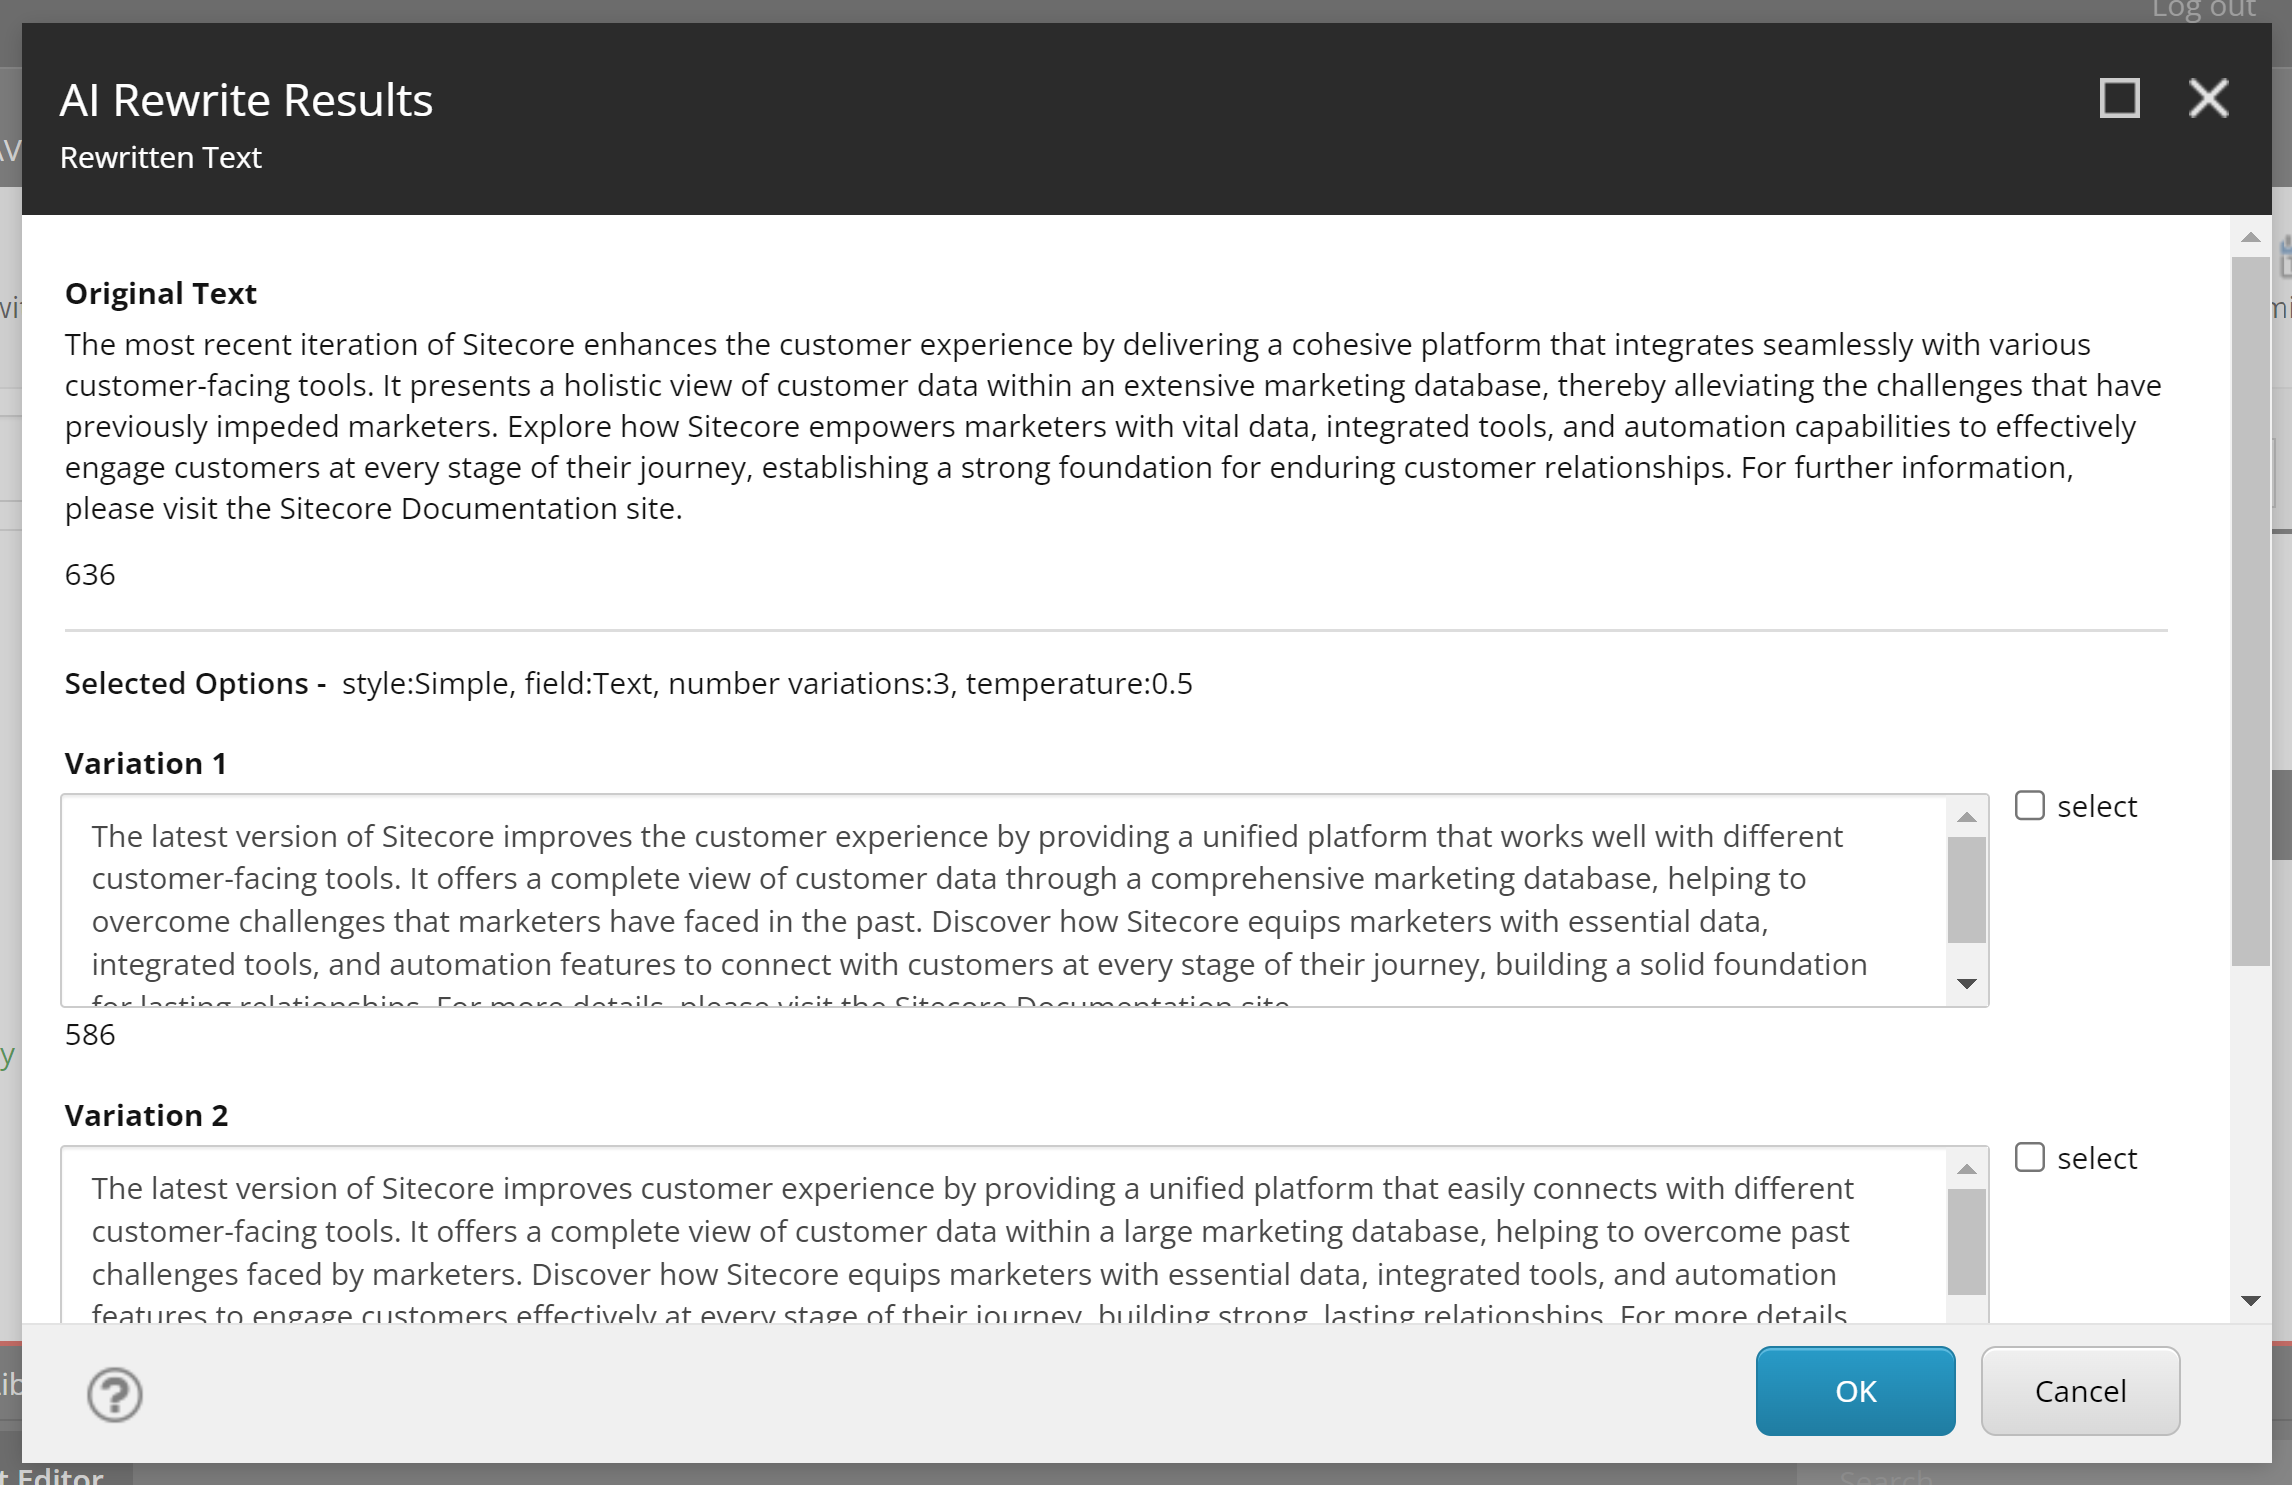 Log out
AI Rewrite Results
Rewritten Text
Original Text
The most recent iteration of Sitecore enhances the customer experience by delivering a cohesive platform that integrates seamlessly with various
customer-facing tools. It presents a holistic view of customer data within an extensive marketing database, thereby alleviating the challenges that have
previously impeded marketers. Explore how Sitecore empowers marketers with vital data, integrated tools, and automation capabilities to effectively
engage customers at every stage of their journey, establishing a strong foundation for enduring customer relationships. For further information,
please visit the Sitecore Documentation site.
636
Selected Options - style:Simple, field:Text, number variations:3, temperature:0.5
Variation 1
The latest version of Sitecore improves the customer experience by providing a unified platform that works well with different
customer-facing tools. It offers a complete view of customer data through a comprehensive marketing database, helping to
overcome challenges that marketers have faced in the past. Discover how Sitecore equips marketers with essential data,
integrated tools, and automation features to connect with customers at every stage of their journey, building a solid foundation
for lasting relationships. For more details, please visit the Sitecore Documentation site.
select
586
Variation 2
The latest version of Sitecore improves customer experience by providing a unified platform that easily connects with different
customer-facing tools. It offers a complete view of customer data within a large marketing database, helping to overcome past
challenges faced by marketers. Discover how Sitecore equips marketers with essential data, integrated tools, and automation
features to engage customers effectively at every stage of their journey, building strong, lasting relationships. For more details,
select
OK
Cancel
t Editor
Search